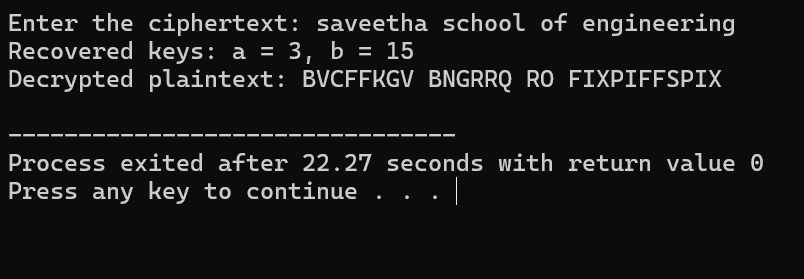 Enter the ciphertext: saveetha school of engineering
Recovered keys: a = 3, b = 15
Decrypted plaintext: BVCFFKGV BNGRRQ RO FIXPIFFSPIX
--------------------------------
Process exited after 22.27 seconds with return value 0
Press any key to continue . . .